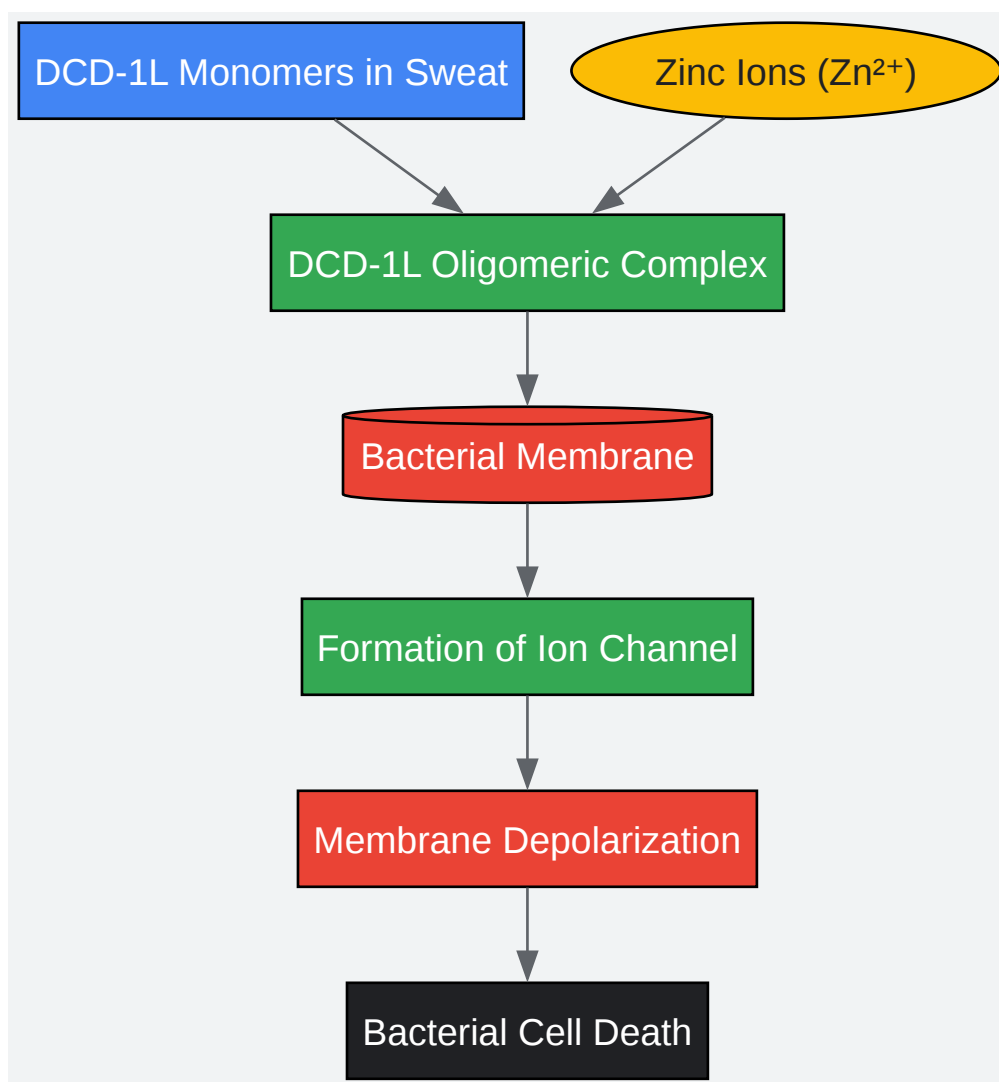 DCD-1L Monomers in Sweat
Zinc Ions (Zn²⁺)
DCD-1L Oligomeric Complex
Bacterial Membrane
Formation of Ion Channel
Membrane Depolarization
Bacterial Cell Death